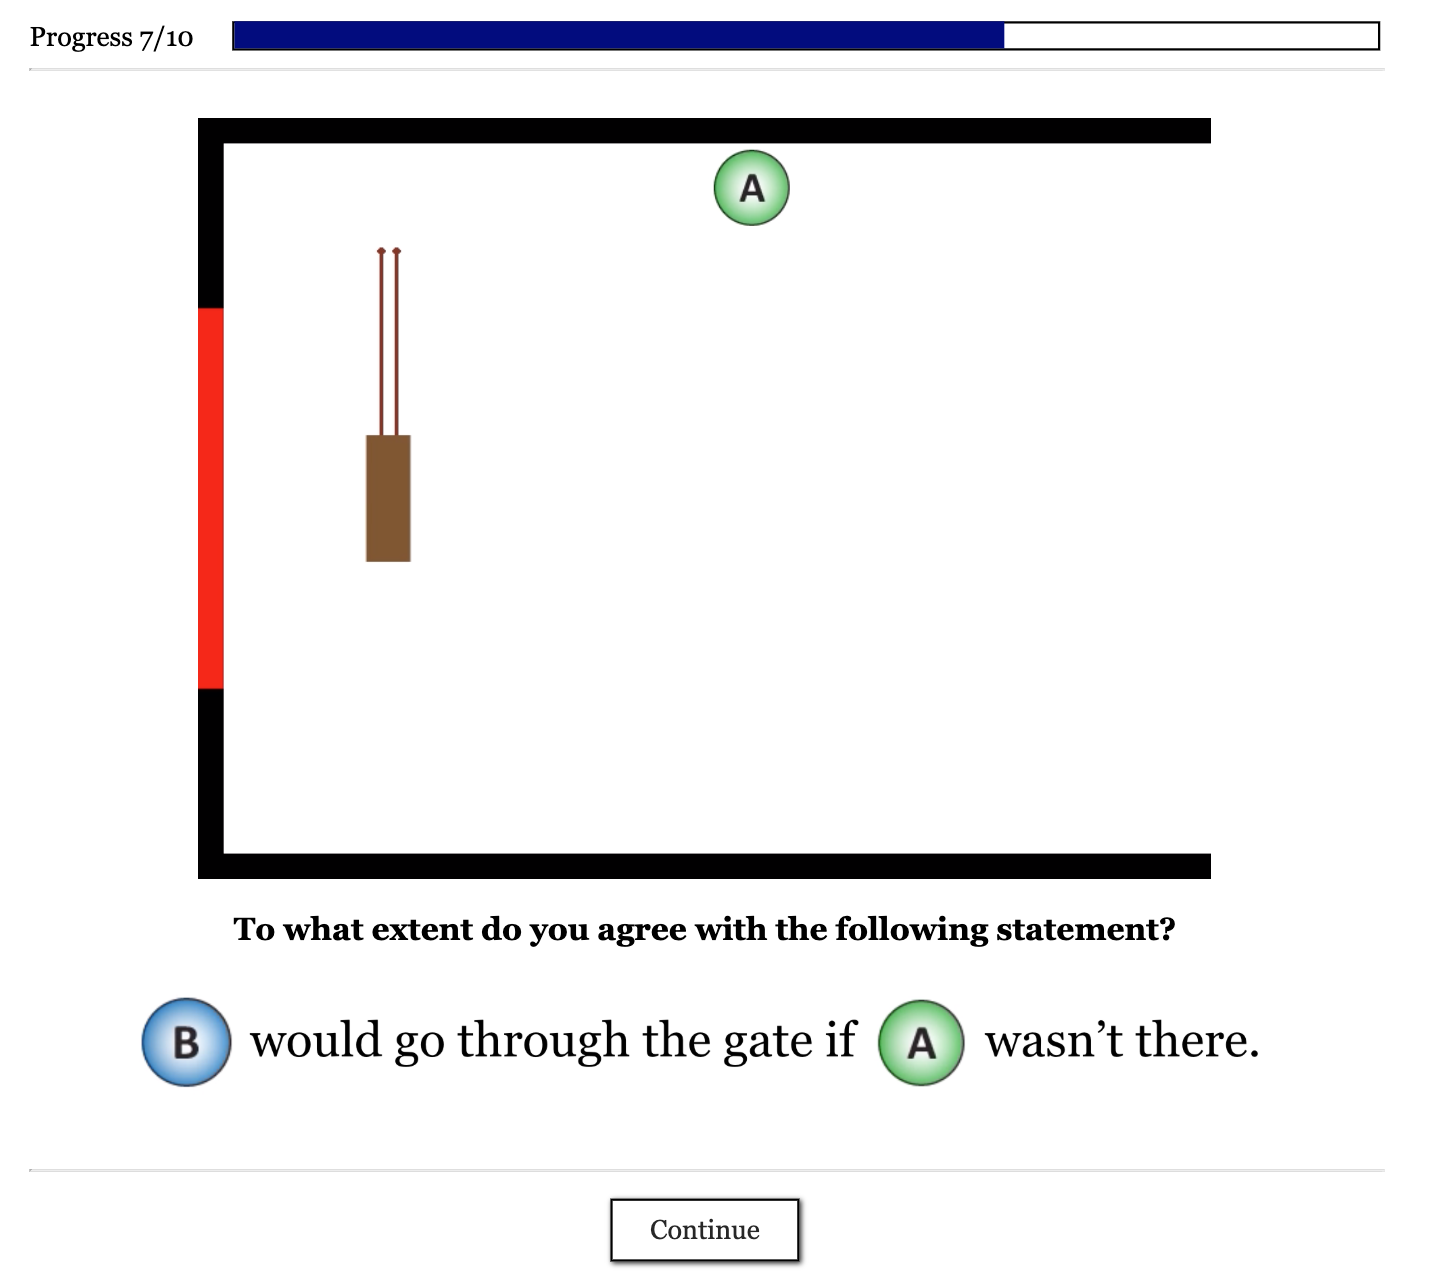 Progress 7/10
A
To what extent do you agree with the following statement?
B would go through the gate if A wasn’t there.
Continue